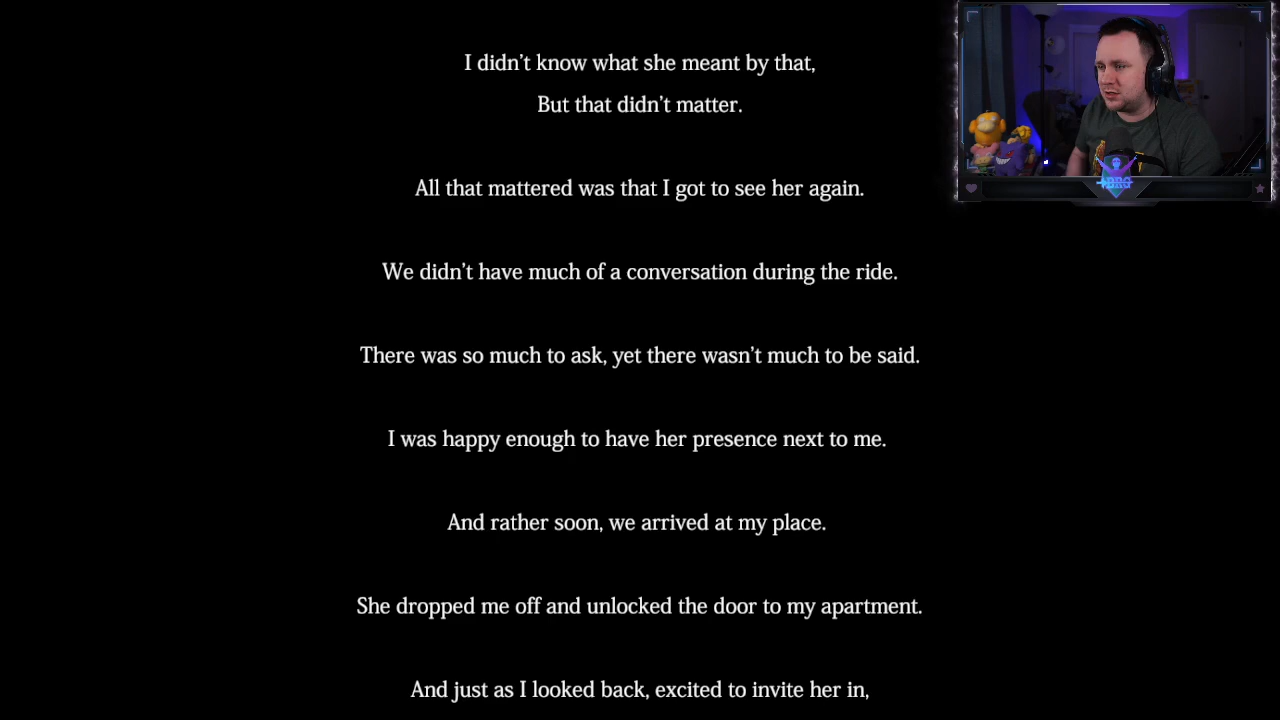 I didn't know what she meant by that,
But that didn't matter.
All that mattered was that I got to see her again.
We didn't have much of a conversation during the ride.
There was so much to ask, yet there wasn't much to be said.
I was happy enough to have her presence next to me.
And rather soon, we arrived at my place.
She dropped me off and unlocked the door to my apartment.
And just as I looked back, excited to invite her in,